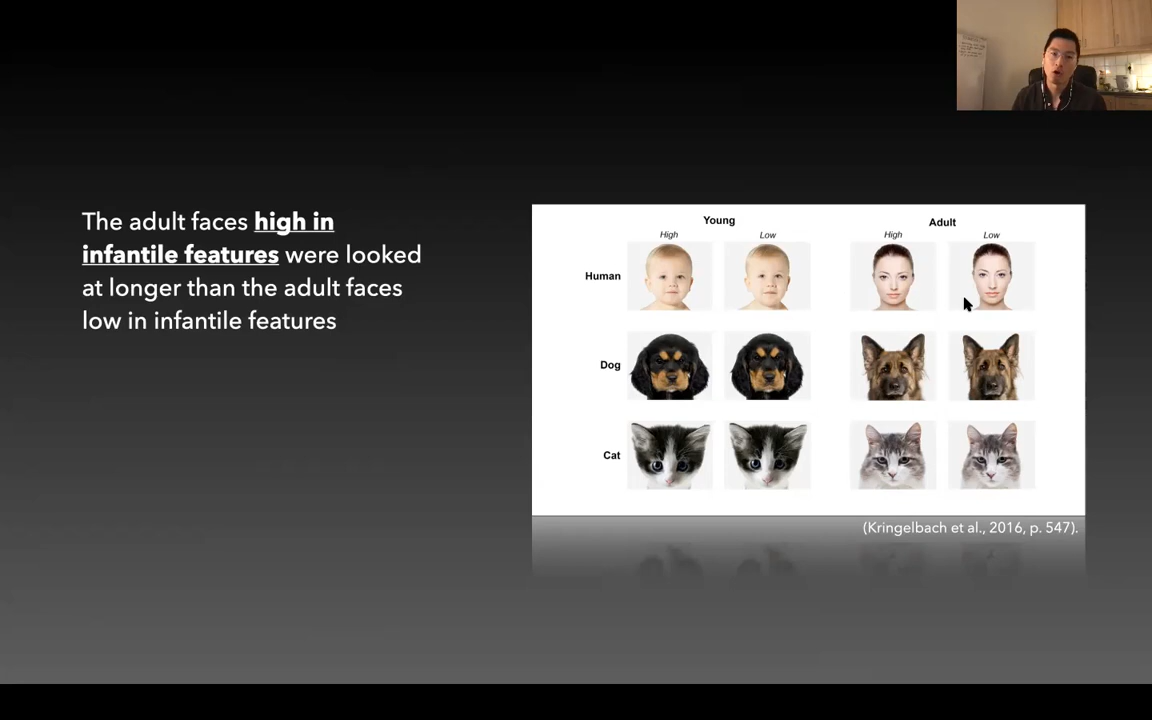 The adult faces high in
infantile features were looked
at longer than the adult faces
low in infantile features
Young
Adult
High
Low
High
Low
Human
Dog
Cat
(Kringelbach et al., 2016, p. 547).